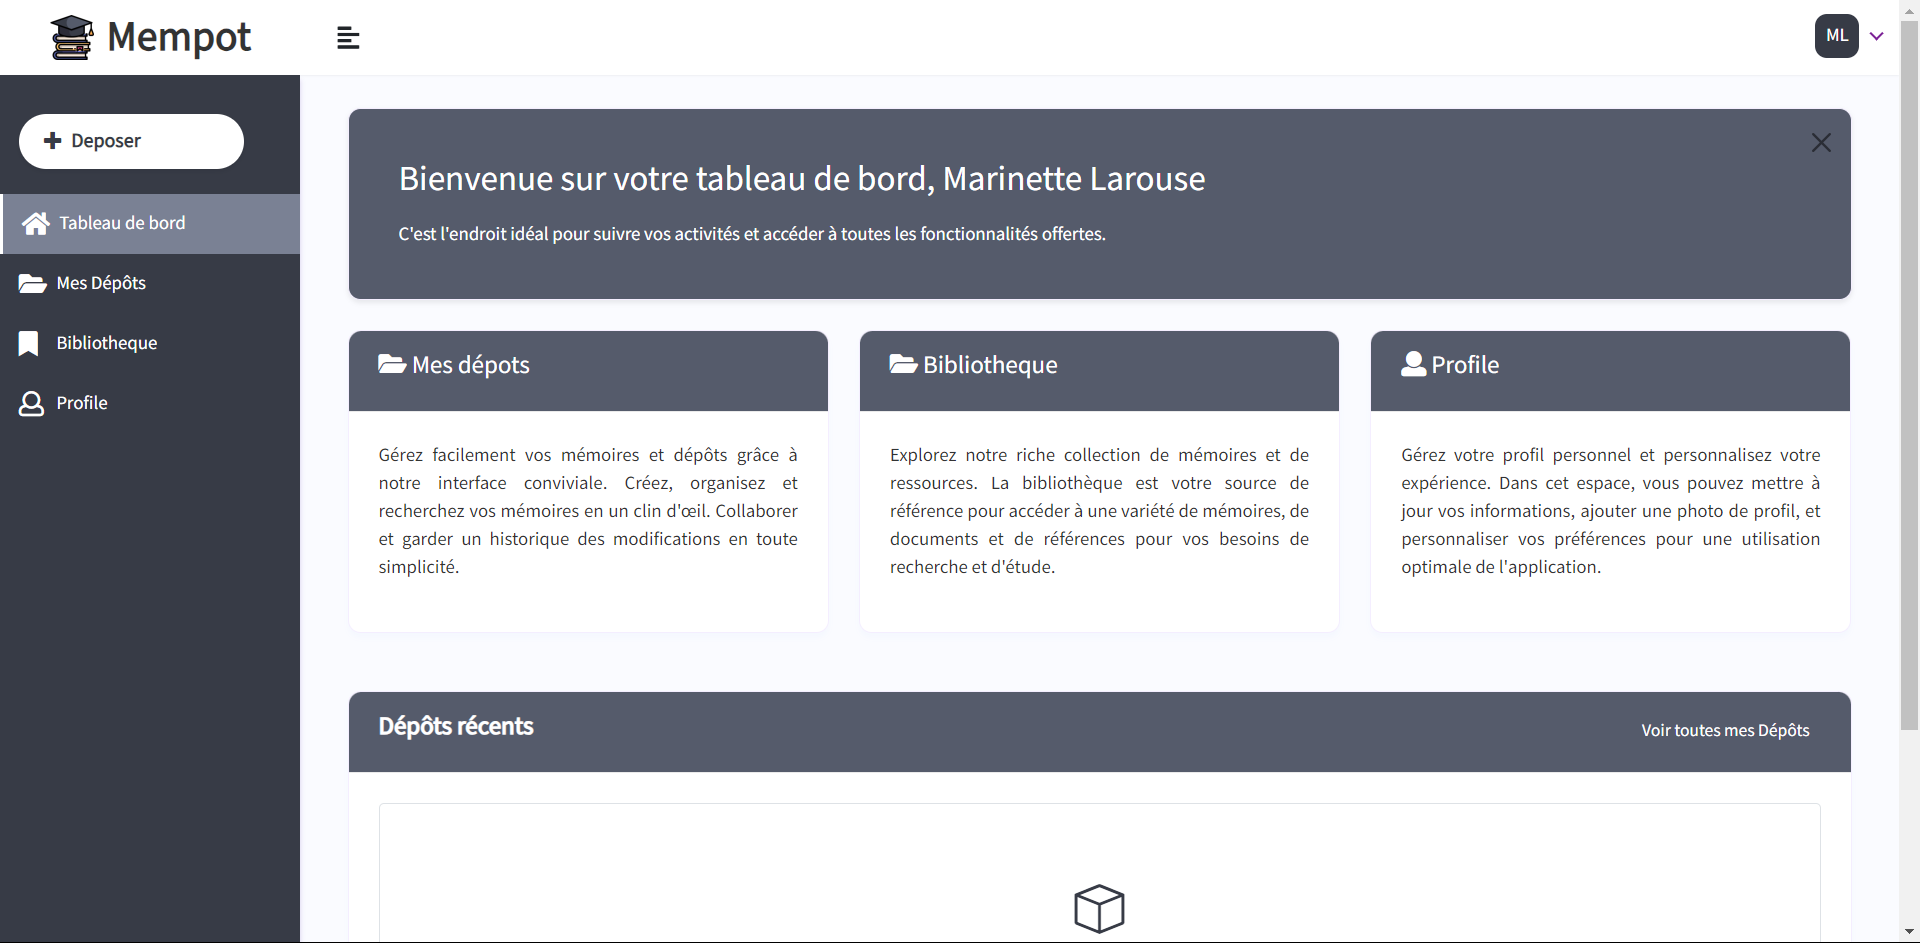 Mempot
ML
Deposer
Tableau de bord
Mes Dépôts
Bibliotheque
Profile
Bienvenue sur votre tableau de bord, Marinette Larouse
C'est l'endroit idéal pour suivre vos activités et accéder à toutes les fonctionnalités offertes.
Mes dépots
Gérez facilement vos mémoires et dépôts grâce à
notre interface conviviale. Créez, organisez et
recherchez vos mémoires en un clin d'œil. Collaborer
et garder un historique des modifications en toute
simplicité.
Bibliotheque
Explorez notre riche collection de mémoires et de
ressources. La bibliothèque est votre source de
référence pour accéder à une variété de mémoires, de
documents et de références pour vos besoins de
recherche et d'étude.
Profile
Gérez votre profil personnel et personnalisez votre
expérience. Dans cet espace, vous pouvez mettre à
jour vos informations, ajouter une photo de profil, et
personnaliser vos préférences pour une utilisation
optimale de l'application.
Dépôts récents
Voir toutes mes Dépôts